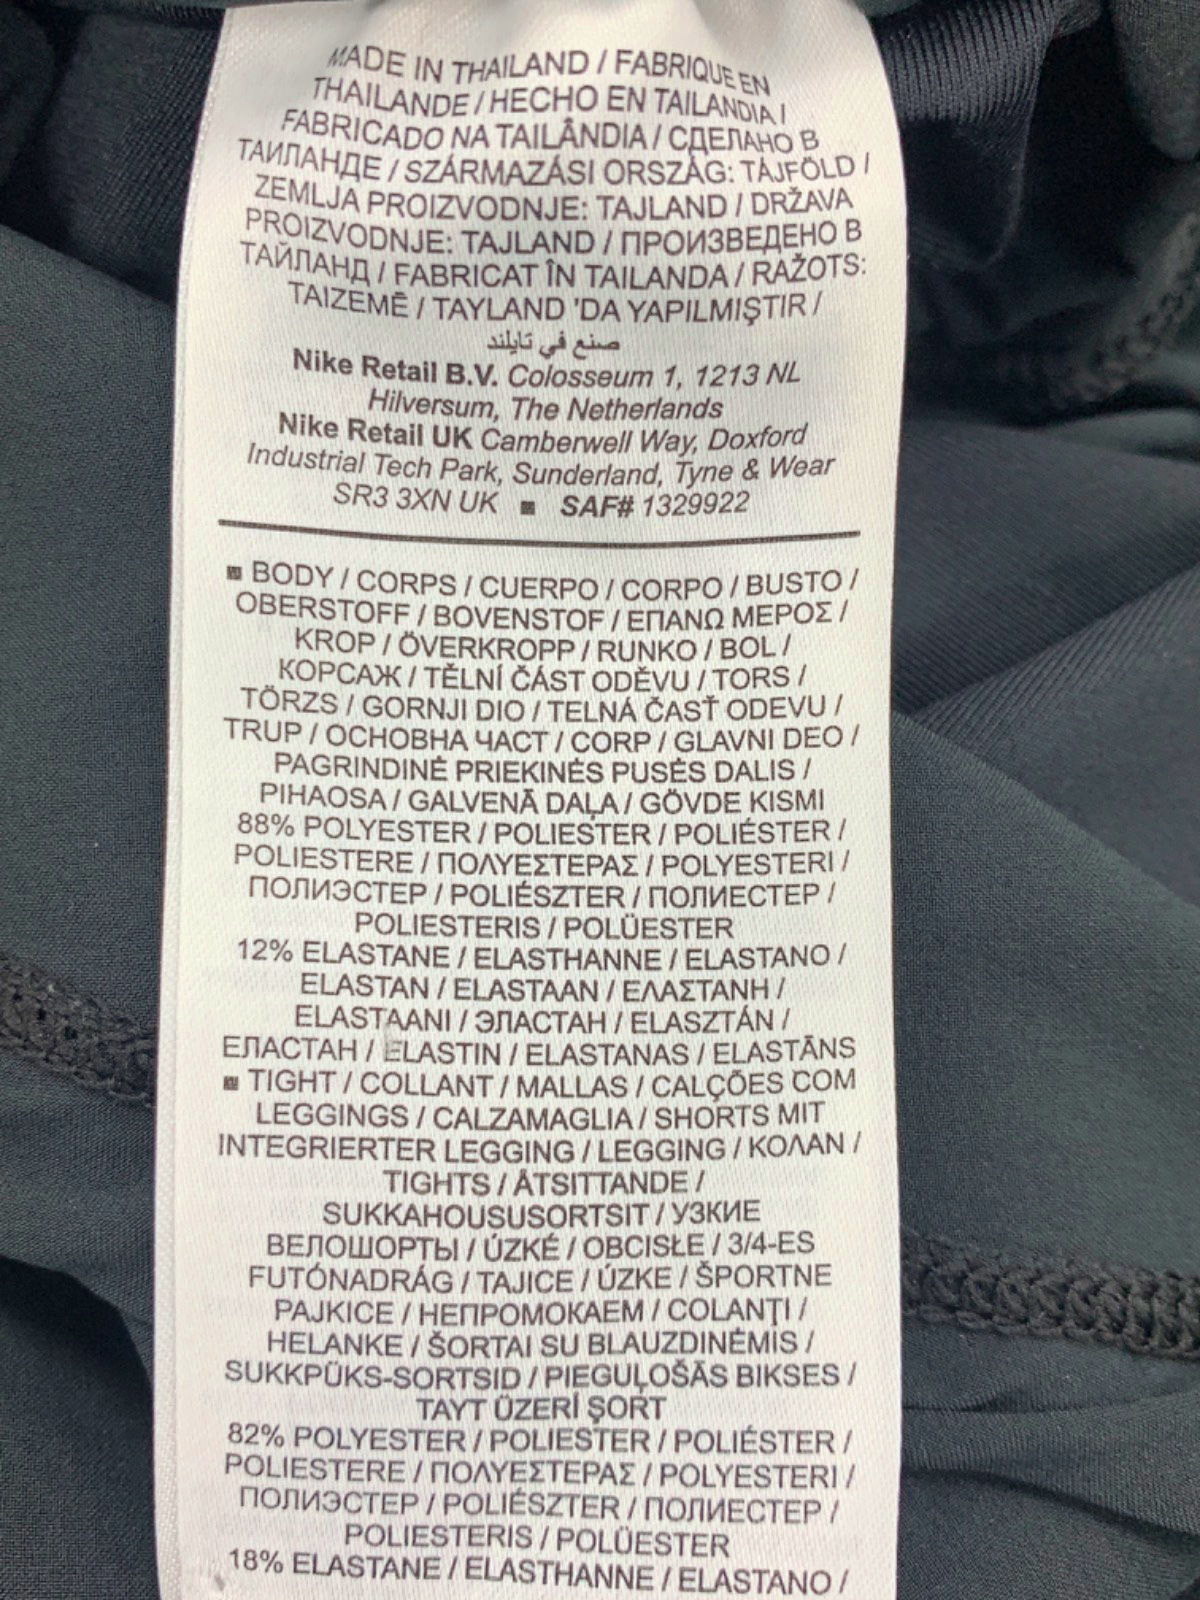 MADE IN THAILAND / FABRIQUE EN
THAILANDE / HECHO EN TAILANDIA /
FABRICADO NA TAILÂNDIA / СДЕЛАНО В
ТАИЛАНДЕ / SZÁRMAZÁSI ORSZÁG: TÁJFÖLD /
ZEMLJA PROIZVODNJE: TAJLAND / DRŽAVA
PROIZVODNJE: TAJLAND / ПРОИЗВЕДЕНО В
ТАЙЛАНД / FABRICAT ÎN TAILANDA / RAŽOTS:
TAIZEMĒ / TAYLAND 'DA YAPILMIŞTIR /
صنع في تايلند
Nike Retail B.V. Colosseum 1, 1213 NL
Hilversum, The Netherlands
Nike Retail UK Camberwell Way, Doxford
Industrial Tech Park, Sunderland, Tyne & Wear
SR3 3XN UK ■ SAF# 1329922
■ BODY / CORPS / CUERPO / CORPO / BUSTO /
OBERSTOFF / BOVENSTOF / ΕΠΑΝΩ ΜΕΡΟΣ /
KROP / ÖVERKROPP / RUNKO / BOL /
КОРСАЖ / TĚLNÍ ČÁST ODĚVU / TORS /
TÖRZS / GORNJI DIO / TELNÁ ČASŤ ODEVU /
TRUP / ОСНОВНА ЧАСТ / CORP / GLAVNI DEO /
PAGRINDINĖ PRIEKINĖS PUSĖS DALIS /
PIHAOSA / GALVENĀ DAĻA / GÖVDE KISMI
88% POLYESTER / POLIESTER / POLIÉSTER /
POLIESTERE / ΠΟΛΥΕΣΤΕΡΑΣ / POLYESTERI /
ПОЛИЭСТЕР / POLIÉSZTER / ПОЛИЕСТЕР /
POLIESTERIS / POLÜESTER
12% ELASTANE / ELASTHANNE / ELASTANO /
ELASTAN / ELASTAAN / ΕΛΑΣΤΑΝΗ /
ELASTAANI / ЭЛАСТАН / ELASZTÁN /
ЕЛАСТАН / ELASTIN / ELASTANAS / ELASTĀNS
■ TIGHT / COLLANT / MALLAS / CALÇÕES COM
LEGGINGS / CALZAMAGLIA / SHORTS MIT
INTEGRIERTER LEGGING / LEGGING / ΚΟΛΑΝ /
TIGHTS / ÅTSITTANDE /
SUKKAHOUSUSORTSIT / УЗКИЕ
ВЕЛОШОРТЫ / ÚZKÉ / OBCISŁE / 3/4-ES
FUTÓNADRÁG / TAJICE / ÚZKE / ŠPORTNE
PAJKICE / НЕПРОМОКАЕМ / COLANŢI /
HELANKE / ŠORTAI SU BLAUZDINĖMIS /
SUKKPÜKS-SORTSID / PIEGUĻOŠĀS BIKSES /
TAYT ÜZERİ ŞORT
82% POLYESTER / POLIESTER / POLIÉSTER /
POLIESTERE / ΠΟΛΥΕΣΤΕΡΑΣ / POLYESTERI /
ПОЛИЭСТЕР / POLIÉSZTER / ПОЛИЕСТЕР /
POLIESTERIS / POLÜESTER
18% ELASTANE / ELASTHANNE / ELASTANO /